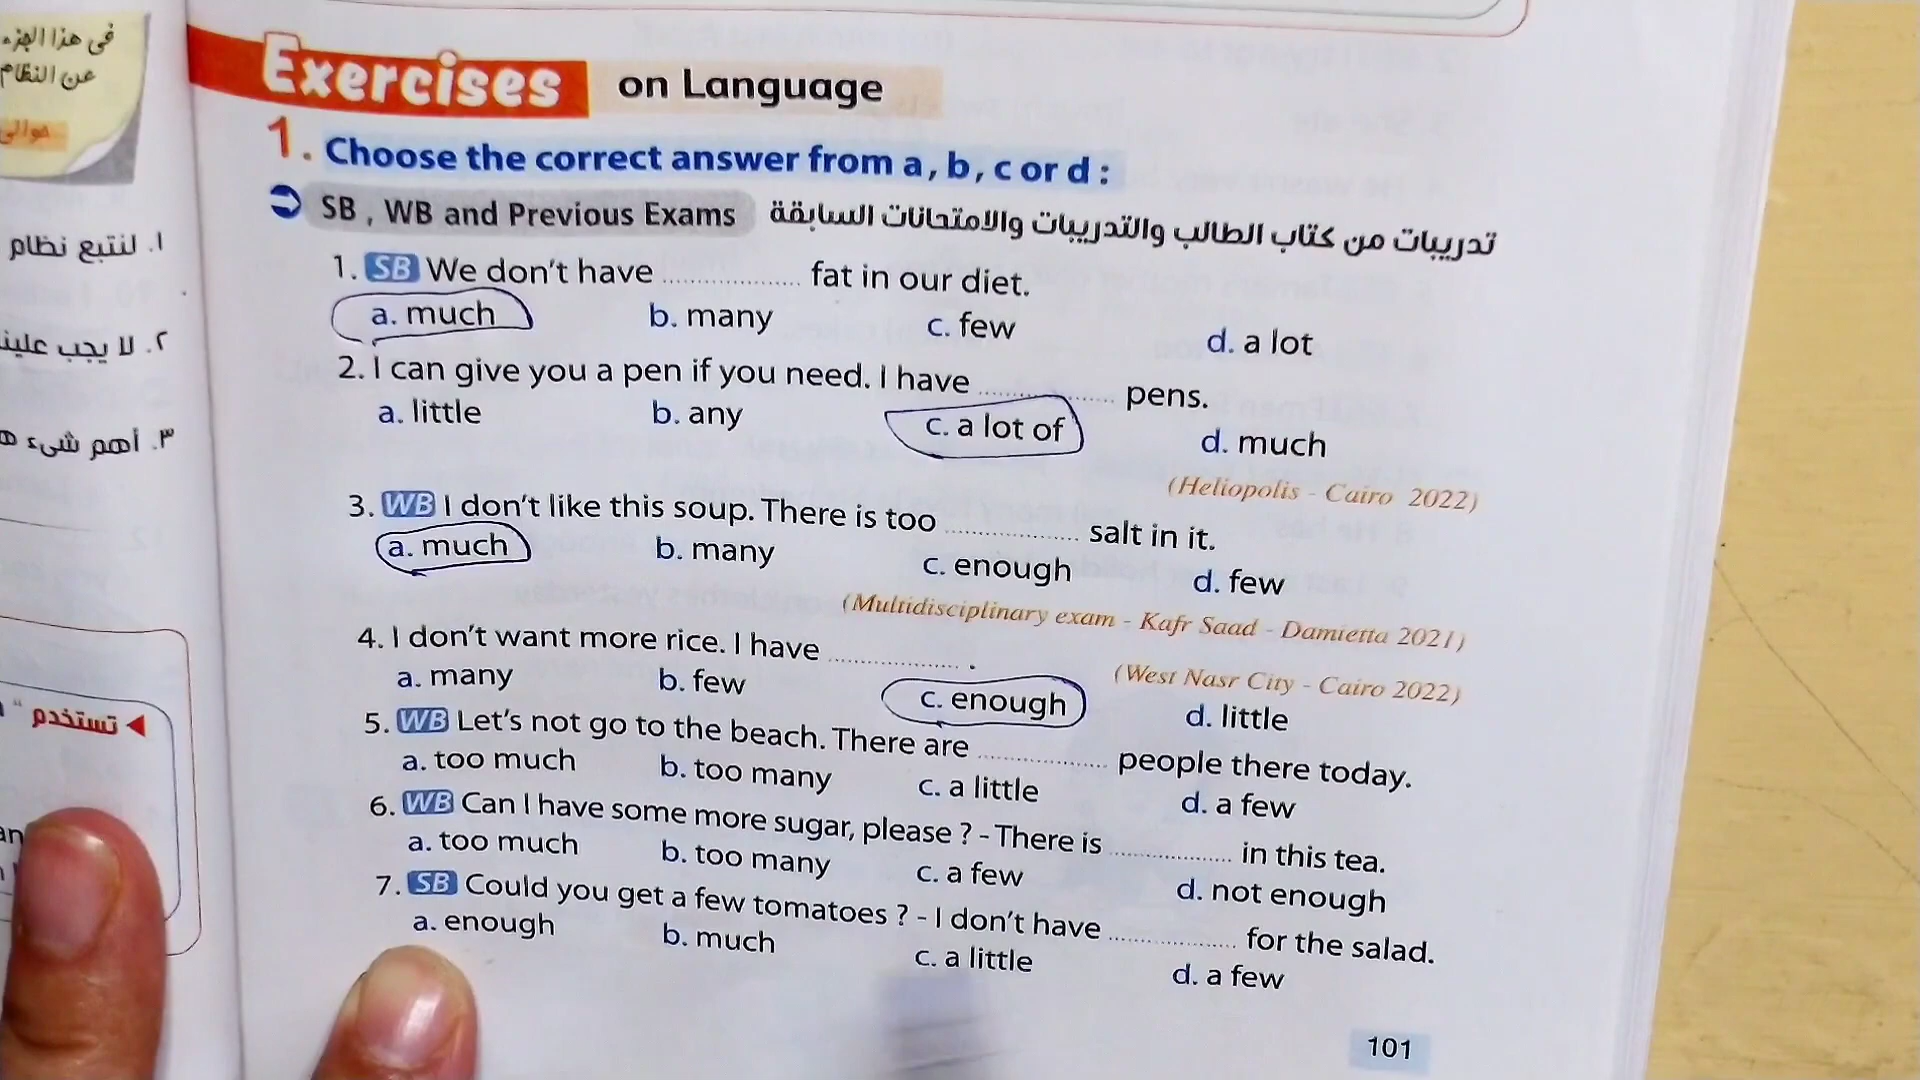 فى هذا الجزء
عن النظام
حوالى
١. لنتبع نظام
٢. لا يجب علينا
٣. أهم شىء
◀ تستخدم "
an
Exercises on Language
1. Choose the correct answer from a, b, c or d :
SB , WB and Previous Exams تدريبات من كتاب الطالب والتدريبات والامتحانات السابقة
1. SB We don't have .................... fat in our diet.
a. much b. many c. few d. a lot
2. I can give you a pen if you need. I have .................... pens.
a. little b. any c. a lot of d. much
(Heliopolis - Cairo 2022)
3. WB I don't like this soup. There is too .................... salt in it.
a. much b. many c. enough d. few
(Multidisciplinary exam - Kafr Saad - Damietta 2021)
4. I don't want more rice. I have .................... .
(West Nasr City - Cairo 2022)
a. many b. few c. enough d. little
5. WB Let's not go to the beach. There are .................... people there today.
a. too much b. too many c. a little d. a few
6. WB Can I have some more sugar, please ? - There is .................... in this tea.
a. too much b. too many c. a few d. not enough
7. SB Could you get a few tomatoes ? - I don't have .................... for the salad.
a. enough b. much c. a little d. a few
101